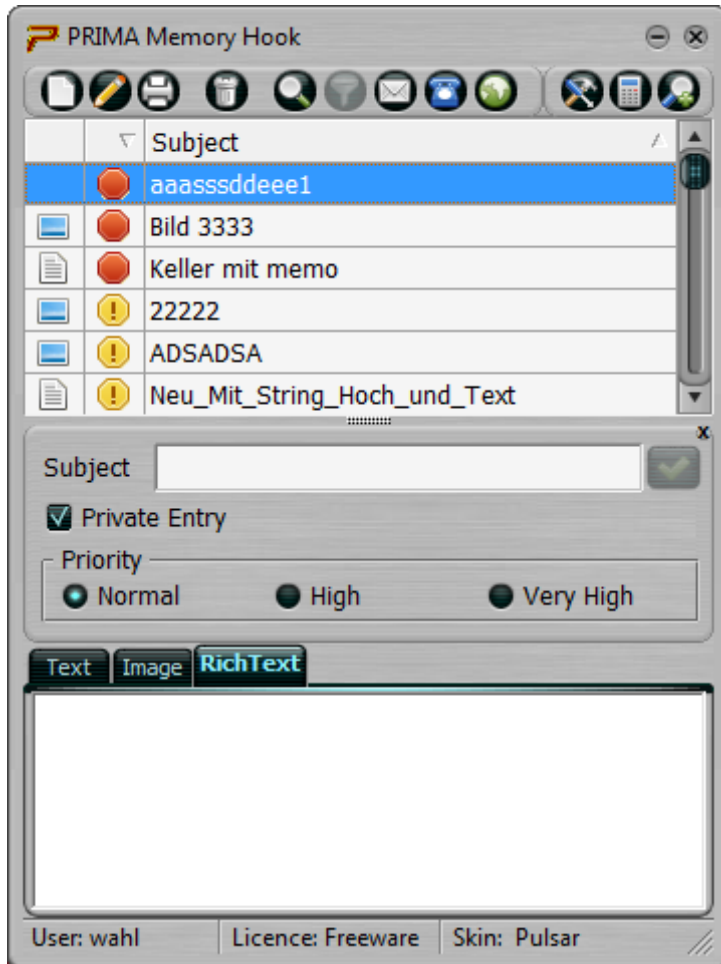 PRIMA Memory Hook
Subject
aaasssddeee1
Bild 3333
Keller mit memo
22222
ADSADSA
Neu_Mit_String_Hoch_und_Text
x
Subject
Private Entry
Priority
Normal High Very High
Text Image RichText
User: wahl Licence: Freeware Skin: Pulsar